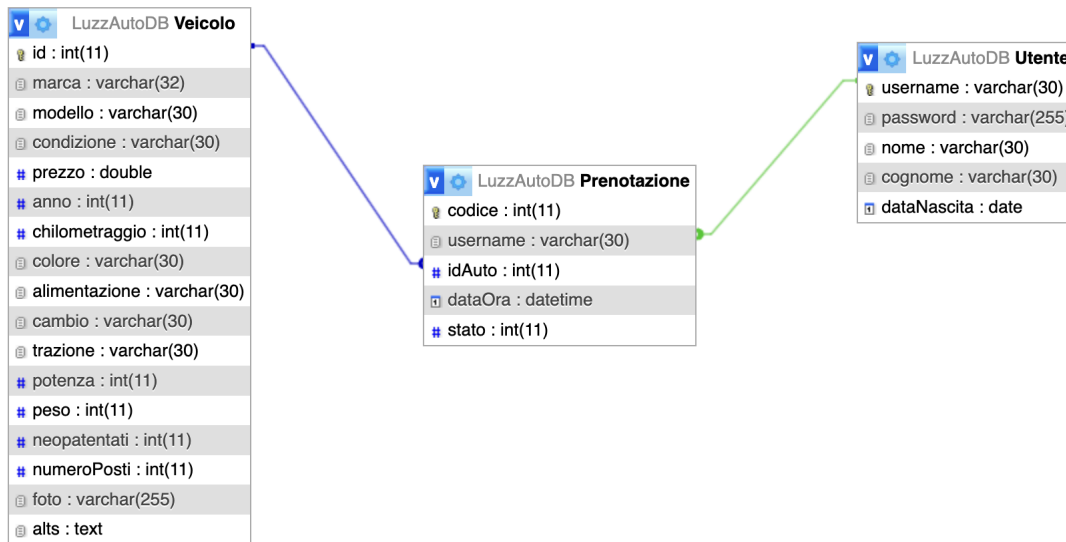 LuzzAutoDB Veicolo
id : int(11)
marca : varchar(32)
modello : varchar(30)
condizione : varchar(30)
prezzo : double
anno : int(11)
chilometraggio : int(11)
colore : varchar(30)
alimentazione : varchar(30)
cambio : varchar(30)
trazione : varchar(30)
potenza : int(11)
peso : int(11)
neopatentati : int(11)
numeroPosti : int(11)
foto : varchar(255)
alts : text
LuzzAutoDB Prenotazione
codice : int(11)
username : varchar(30)
idAuto : int(11)
dataOra : datetime
stato : int(11)
LuzzAutoDB Utente
username : varchar(30)
password : varchar(255)
nome : varchar(30)
cognome : varchar(30)
dataNascita : date